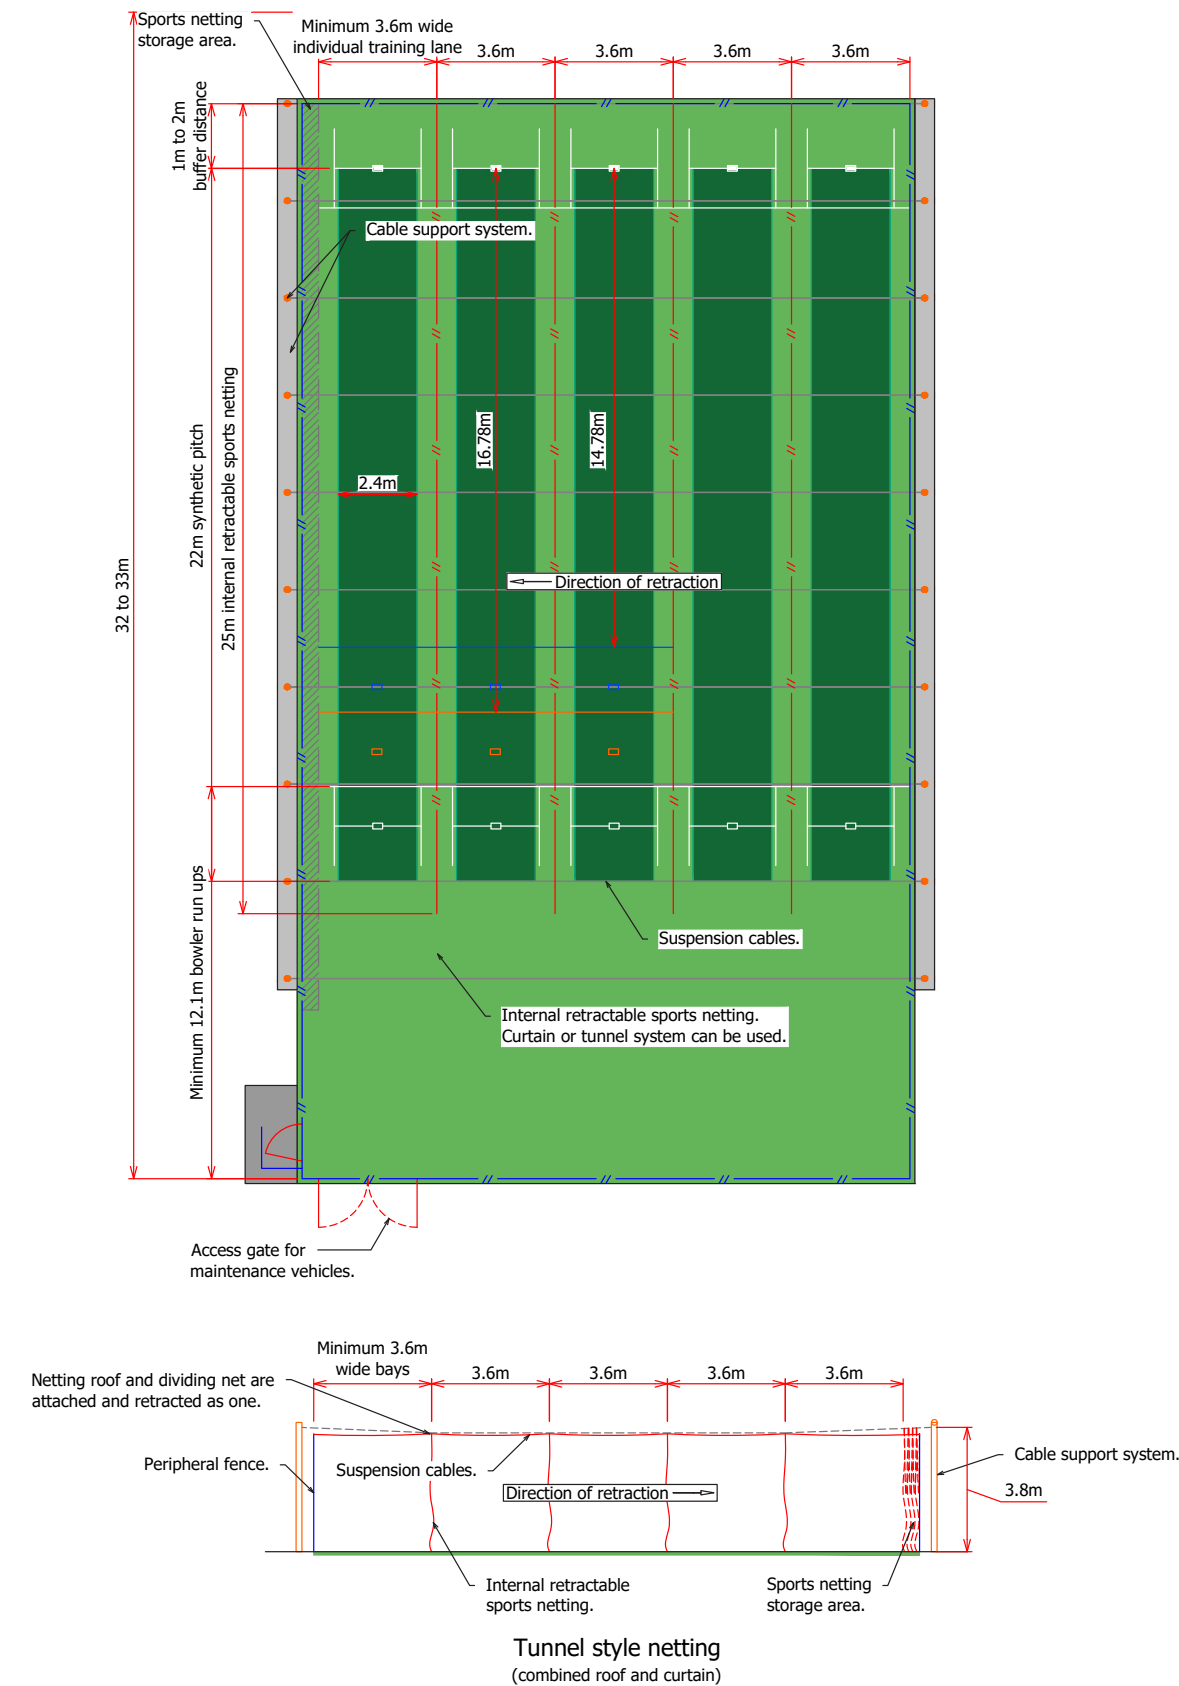 Sports netting
storage area.
Minimum 3.6m wide
individual training lane
3.6m
3.6m
3.6m
3.6m
1m to 2m
buffer distance
Cable support system.
22m synthetic pitch
25m internal retractable sports netting
32 to 33m
16.78m
14.78m
2.4m
Direction of retraction
Minimum 12.1m bowler run ups
Suspension cables.
Internal retractable sports netting.
Curtain or tunnel system can be used.
Access gate for
maintenance vehicles.
Minimum 3.6m
wide bays
3.6m
3.6m
3.6m
3.6m
Netting roof and dividing net are
attached and retracted as one.
Peripheral fence.
Suspension cables.
Direction of retraction
Cable support system.
3.8m
Internal retractable
sports netting.
Sports netting
storage area.
Tunnel style netting
(combined roof and curtain)